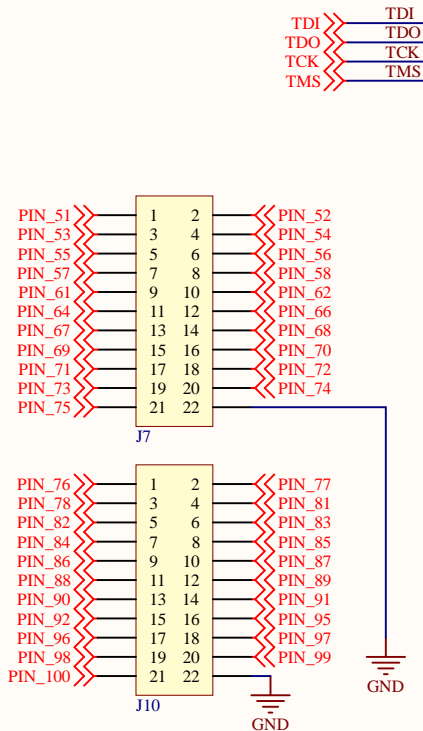 TDI TDI
TDO TDO
TCK TCK
TMS TMS
PIN_51 1 2 PIN_52
PIN_53 3 4 PIN_54
PIN_55 5 6 PIN_56
PIN_57 7 8 PIN_58
PIN_61 9 10 PIN_62
PIN_64 11 12 PIN_66
PIN_67 13 14 PIN_68
PIN_69 15 16 PIN_70
PIN_71 17 18 PIN_72
PIN_73 19 20 PIN_74
PIN_75 21 22
J7
PIN_76 1 2 PIN_77
PIN_78 3 4 PIN_81
PIN_82 5 6 PIN_83
PIN_84 7 8 PIN_85
PIN_86 9 10 PIN_87
PIN_88 11 12 PIN_89
PIN_90 13 14 PIN_91
PIN_92 15 16 PIN_95
PIN_96 17 18 PIN_97
PIN_98 19 20 PIN_99
PIN_100 21 22
GND
J10
GND